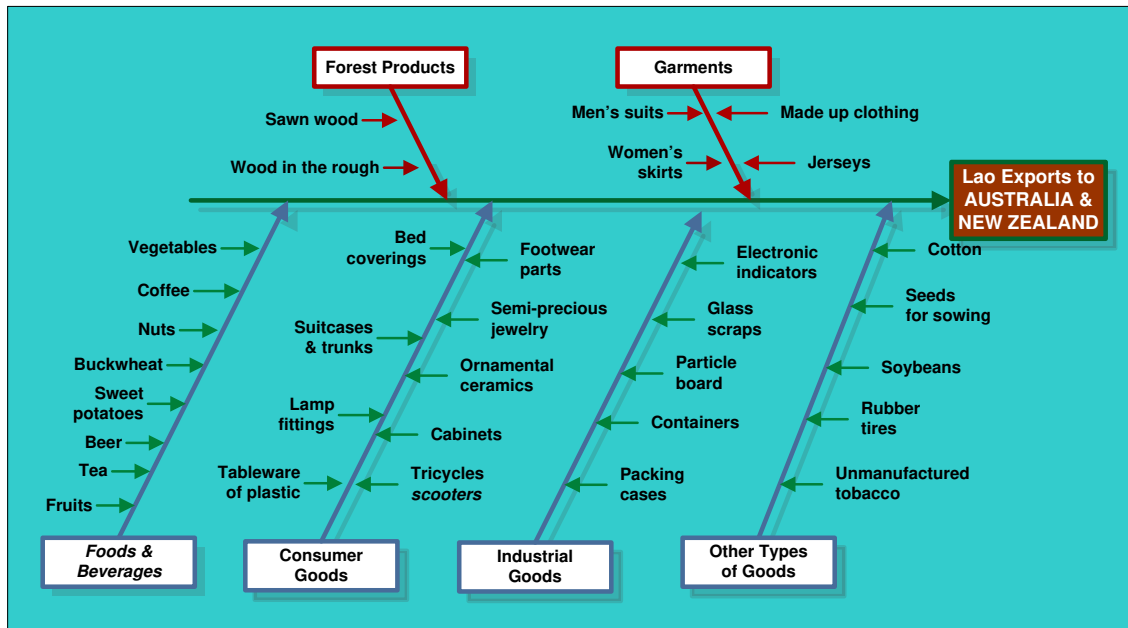 Forest Products
Garments
Sawn wood
Wood in the rough
Men's suits
Made up clothing
Women's
skirts
Jerseys
Lao Exports to
AUSTRALIA &
NEW ZEALAND
Vegetables
Coffee
Nuts
Buckwheat
Sweet
potatoes
Beer
Tea
Fruits
Foods &
Beverages
Bed
coverings
Footwear
parts
Semi-precious
jewelry
Suitcases
& trunks
Ornamental
ceramics
Lamp
fittings
Cabinets
Tableware
of plastic
Tricycles
scooters
Consumer
Goods
Electronic
indicators
Glass
scraps
Particle
board
Containers
Packing
cases
Industrial
Goods
Cotton
Seeds
for sowing
Soybeans
Rubber
tires
Unmanufactured
tobacco
Other Types
of Goods